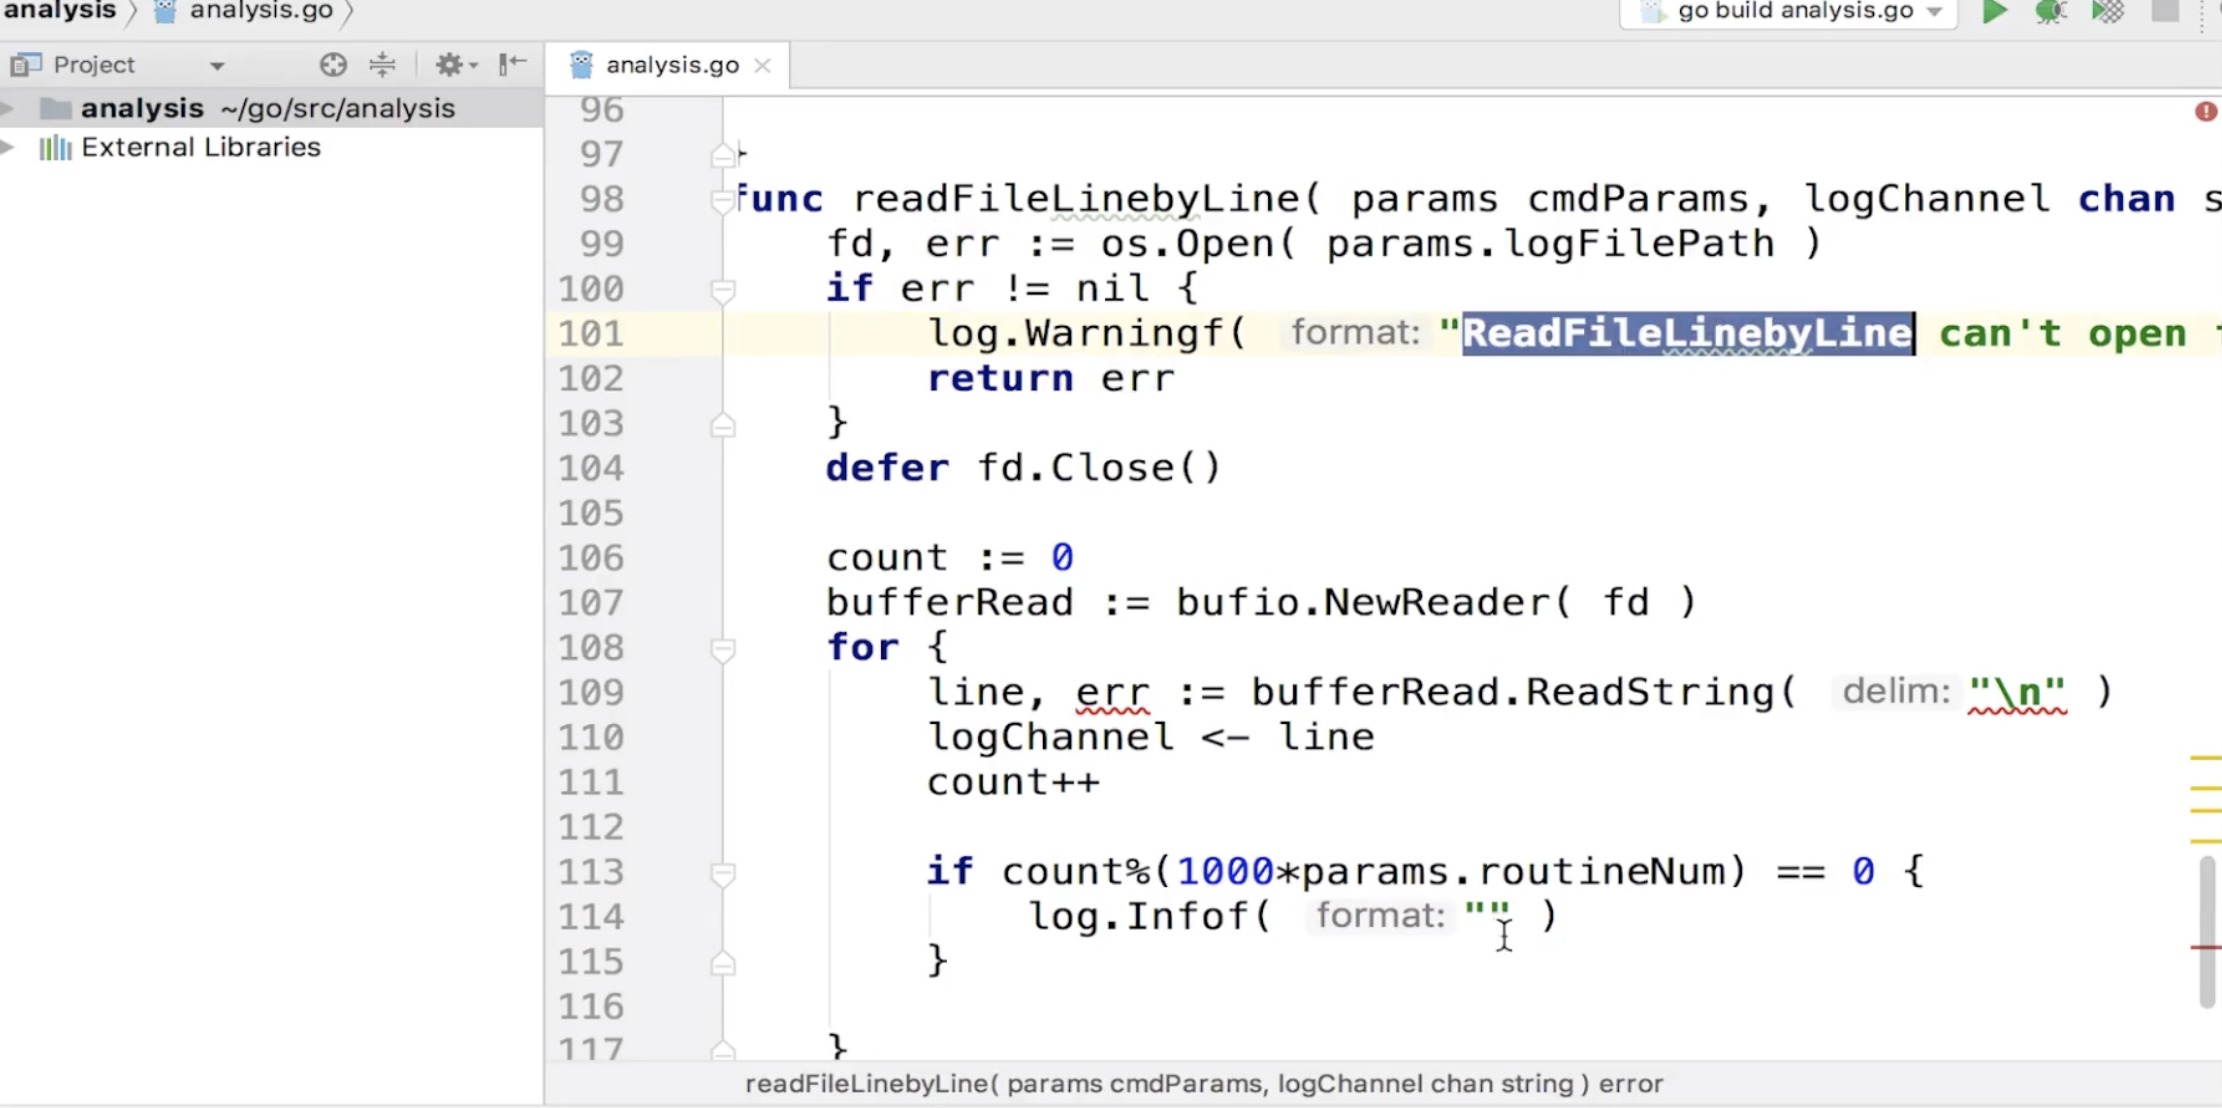 analysis analysis.go go build analysis.go
Project analysis.go
analysis ~/go/src/analysis
External Libraries
96
97 }
98 func readFileLinebyLine( params cmdParams, logChannel chan s
99 fd, err := os.Open( params.logFilePath )
100 if err != nil {
101 log.Warningf( format: "ReadFileLinebyLine can't open
102 return err
103 }
104 defer fd.Close()
105
106 count := 0
107 bufferRead := bufio.NewReader( fd )
108 for {
109 line, err := bufferRead.ReadString( delim: "\n" )
110 logChannel <- line
111 count++
112
113 if count%(1000*params.routineNum) == 0 {
114 log.Infof( format: "" )
115 }
116
117 }
readFileLinebyLine( params cmdParams, logChannel chan string ) error